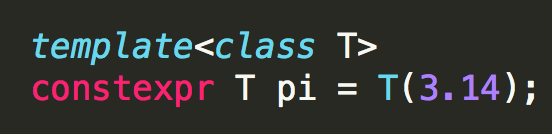 template<class T>
constexpr T pi = T(3.14);